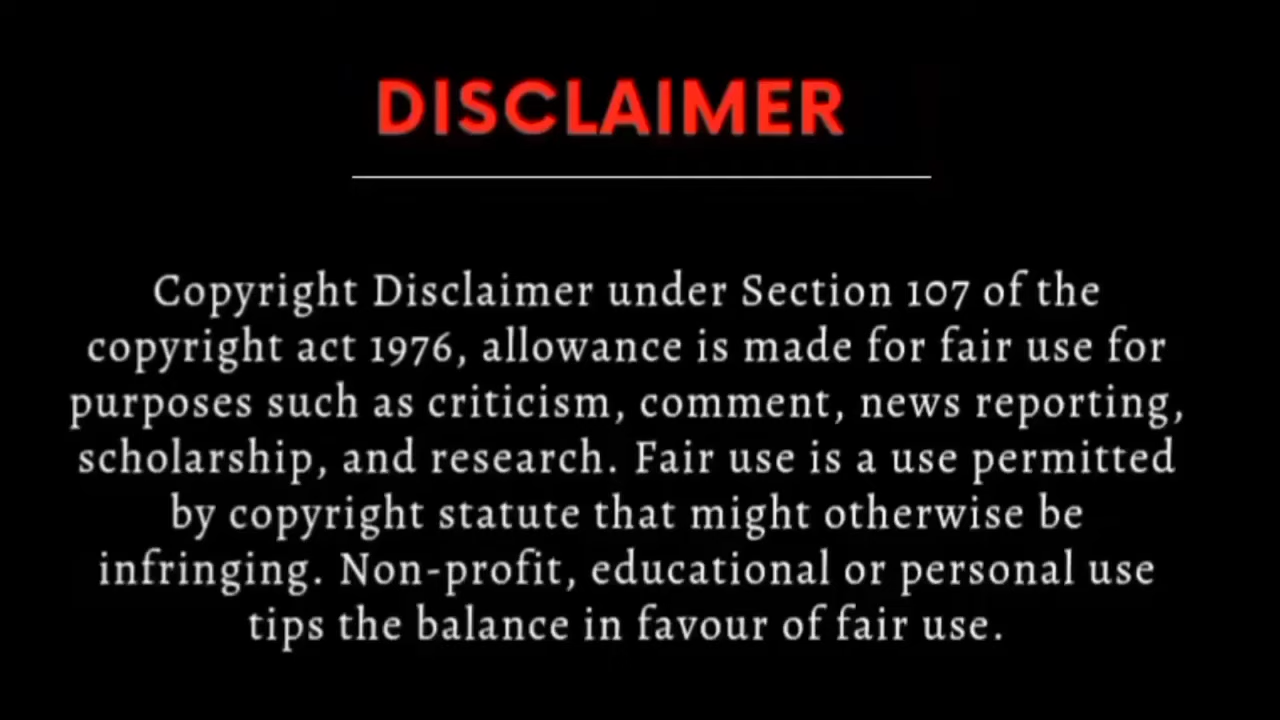 DISCLAIMER
Copyright Disclaimer under Section 107 of the
copyright act 1976, allowance is made for fair use for
purposes such as criticism, comment, news reporting,
scholarship, and research. Fair use is a use permitted
by copyright statute that might otherwise be
infringing. Non-profit, educational or personal use
tips the balance in favour of fair use.